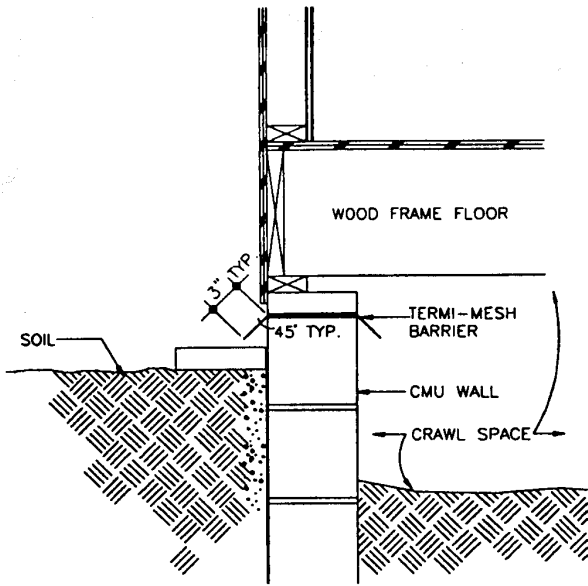 WOOD FRAME FLOOR
3" TYP.
TERMI-MESH
BARRIER
45° TYP.
SOIL
CMU WALL
CRAWL SPACE